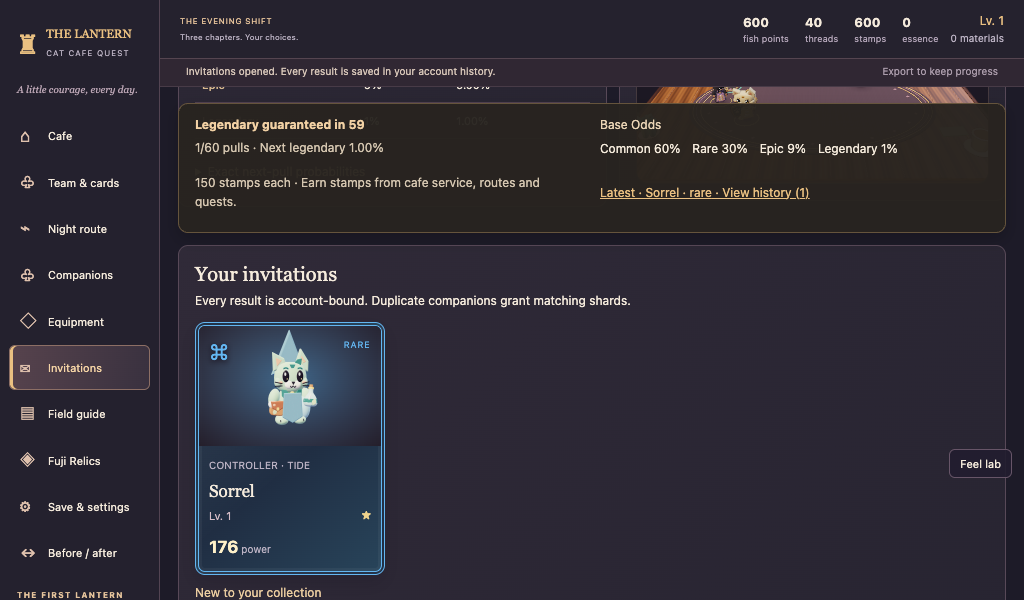 THE LANTERN
CAT CAFE QUEST
A little courage, every day.
Cafe
Team & cards
Night route
Companions
Equipment
Invitations
Field guide
Fuji Relics
Save & settings
Before / after
THE FIRST LANTERN
THE EVENING SHIFT
Three chapters. Your choices.
600 fish points
40 threads
600 stamps
0 essence
Lv. 1
0 materials
Invitations opened. Every result is saved in your account history.
Export to keep progress
Legendary guaranteed in 59
1/60 pulls · Next legendary 1.00%
150 stamps each · Earn stamps from cafe service, routes and
quests.
Base Odds
Common 60% Rare 30% Epic 9% Legendary 1%
Latest · Sorrel · rare · View history (1)
Your invitations
Every result is account-bound. Duplicate companions grant matching shards.
RARE
CONTROLLER · TIDE
Sorrel
Lv. 1
176 power
New to your collection
Feel lab